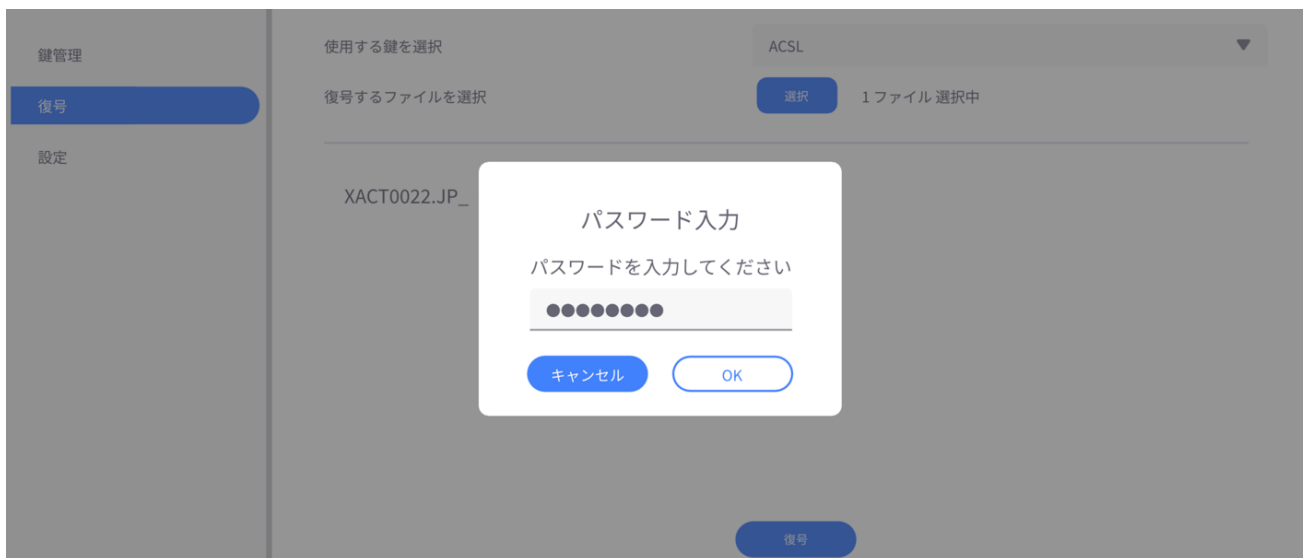 鍵管理
復号
設定
使用する鍵を選択
ACSL
復号するファイルを選択
選択
1 ファイル 選択中
XACT0022.JP_
パスワード入力
パスワードを入力してください
●●●●●●●●
キャンセル
OK
復号